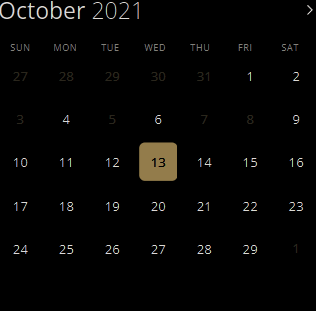 October 2021
SUN MON TUE WED THU FRI SAT
27 28 29 30 31 1 2
3 4 5 6 7 8 9
10 11 12 13 14 15 16
17 18 19 20 21 22 23
24 25 26 27 28 29 1